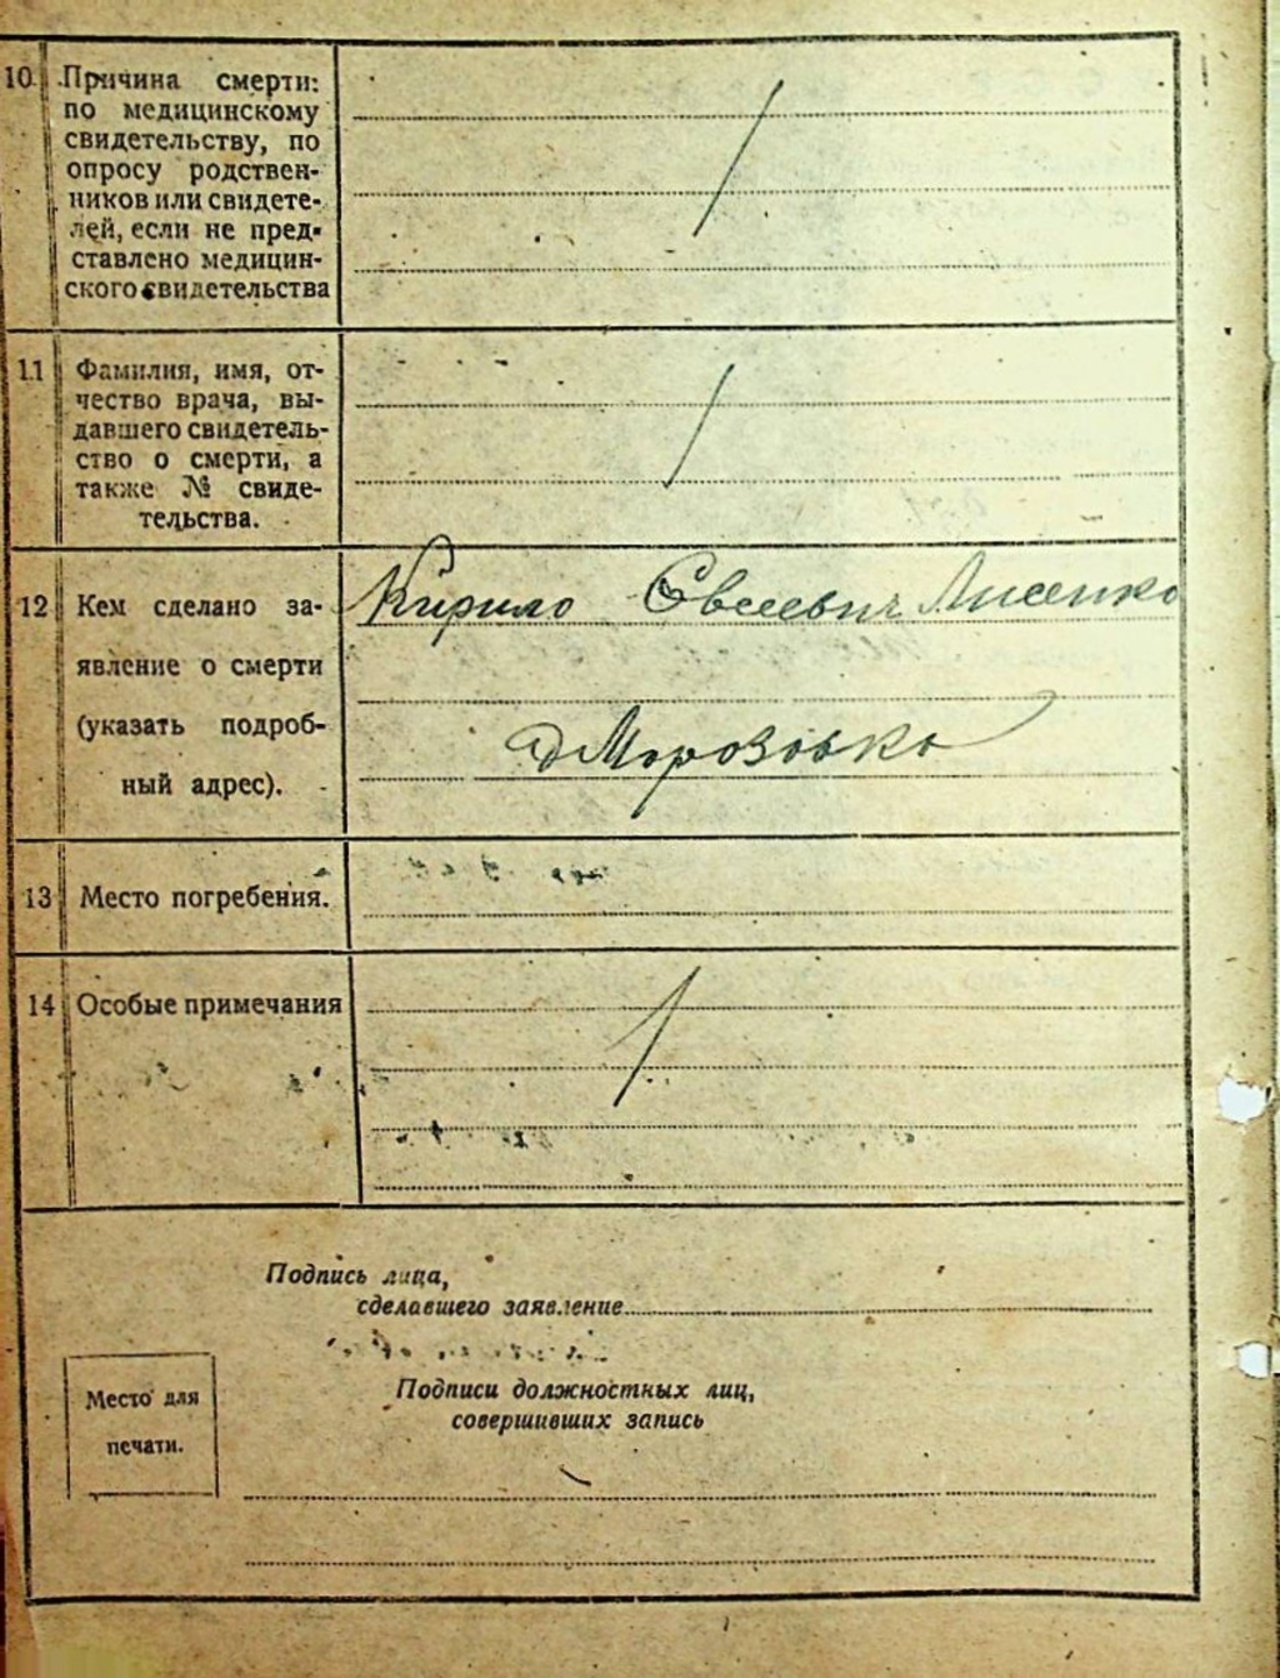 10. Причина смерти:
по медицинскому
свидетельству, по
опросу родствен-
ников или свидете-
лей, если не пред-
ставлено медицин-
ского свидетельства
11 Фамилия, имя, от-
чество врача, вы-
давшего свидетель-
ство о смерти, а
также № свиде-
тельства.
12 Кем сделано за-
явление о смерти
(указать подроб-
ный адрес).
Кирило Евсеевич Лисенко
д Морозовка
13 Место погребения.
14 Особые примечания
Подпись лица,
сделавшего заявление
Место для
печати.
Подписи должностных лиц,
совершивших запись